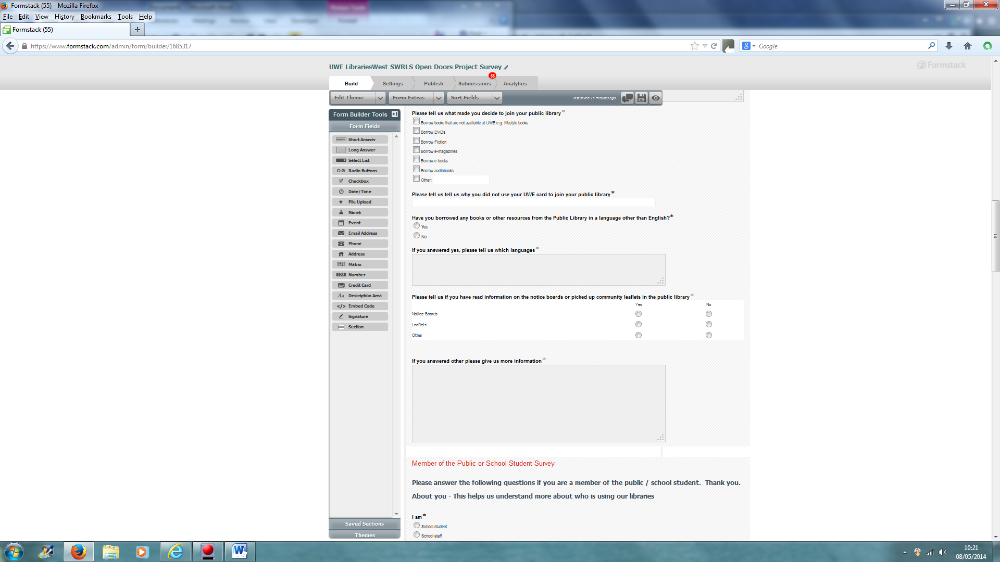 Formstack (55) - Mozilla Firefox
File Edit View History Bookmarks Tools Help
Formstack (55)
https://www.formstack.com/admin/form/builder/1685317
Google
UWE LibrariesWest SWRLS Open Doors Project Survey
Formstack
55
Build Settings Publish Submissions Analytics
Edit Theme Form Extras Sort Fields Last saved 14 minutes ago.
Form Builder Tools
Form Fields
Short Answer
Long Answer
Select List
Radio Buttons
Checkbox
Date/Time
File Upload
Name
Event
Email Address
Phone
Address
Matrix
123 Number
Credit Card
Aa Description Area
</> Embed Code
Signature
Section
Saved Sections
Themes
Please tell us what made you decide to join your public library*
Borrow books that are not available at UWE e.g. lifestyle books
Borrow DVDs
Borrow Fiction
Borrow e-magazines
Borrow e-books
Borrow audiobooks
Other:
Please tell us tell us why you did not use your UWE card to join your public library*
Have you borrowed any books or other resources from the Public Library in a language other than English?*
Yes
No
If you answered yes, please tell us which languages*
Please tell us if you have read information on the notice boards or picked up community leaflets in the public library*
Yes No
Notice Boards
Leaflets
Other
If you answered other please give us more information*
Member of the Public or School Student Survey
Please answer the following questions if you are a member of the public / school student. Thank you.
About you - This helps us understand more about who is using our libraries
I am*
School student
School staff
10:21
08/05/2014